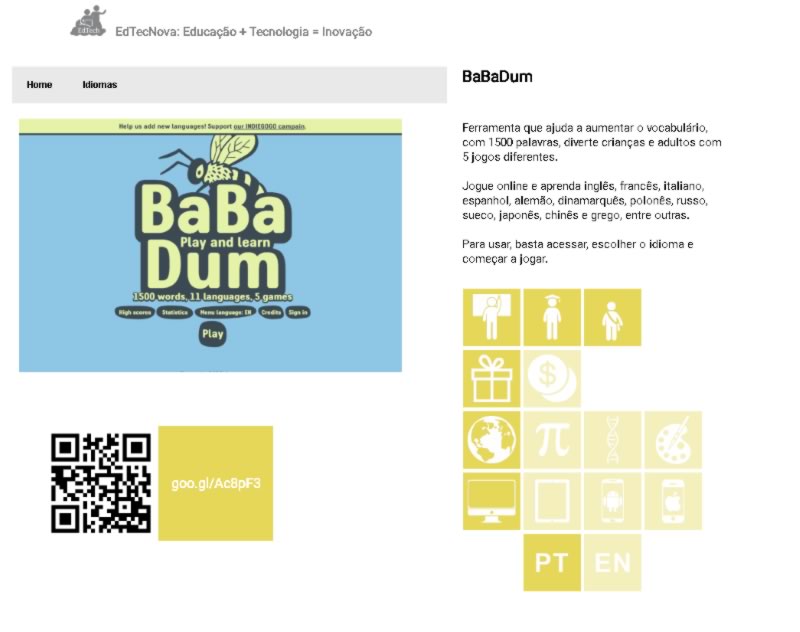 EdTech
EdTecNova: Educação + Tecnologia = Inovação
Home
Idiomas
Help us add new languages! Support our INDIEGOGO campain.
BaBa
Play and learn
Dum
1500 words, 11 languages, 5 games
High scores
Statistics
Menu language: EN
Credits
Sign in
Play
goo.gl/Ac8pF3
BaBaDum
Ferramenta que ajuda a aumentar o vocabulário,
com 1500 palavras, diverte crianças e adultos com
5 jogos diferentes.
Jogue online e aprenda inglês, francês, italiano,
espanhol, alemão, dinamarquês, polonês, russo,
sueco, japonês, chinês e grego, entre outras.
Para usar, basta acessar, escolher o idioma e
começar a jogar.
$
π
PT
EN